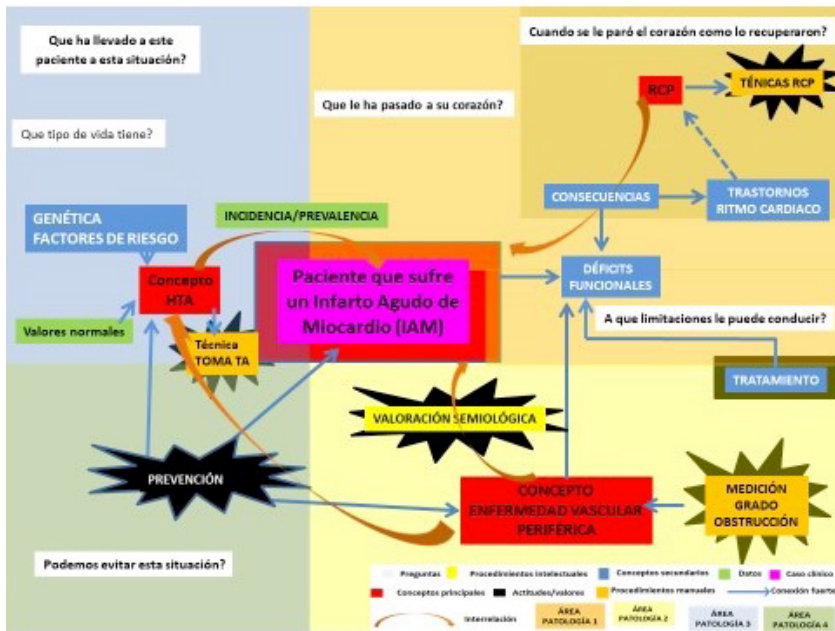 Que ha llevado a este
paciente a esta situación?
Cuando se le paró el corazón como lo recuperaron?
RCP
TÉNICAS RCP
Que le ha pasado a su corazón?
Que tipo de vida tiene?
CONSECUENCIAS
TRASTORNOS
RITMO CARDIACO
GENÉTICA
FACTORES DE RIESGO
INCIDENCIA/PREVALENCIA
Concepto
HTA
Paciente que sufre
un Infarto Agudo de
Miocardio (IAM)
DÉFICITS
FUNCIONALES
Valores normales
Técnica
TOMA TA
A que limitaciones le puede conducir?
TRATAMIENTO
VALORACIÓN SEMIOLÓGICA
PREVENCIÓN
CONCEPTO
ENFERMEDAD VASCULAR
PERIFÉRICA
MEDICIÓN
GRADO
OBSTRUCCIÓN
Podemos evitar esta situación?
Preguntas
Procedimientos intelectuales
Conceptos secundarios
Datos
Caso clínico
Conceptos principales
Actitudes/valores
Procedimientos manuales
Conexión fuerte
Interrelación
ÁREA
PATOLOGÍA 1
ÁREA
PATOLOGÍA 2
ÁREA
PATOLOGÍA 3
ÁREA
PATOLOGÍA 4